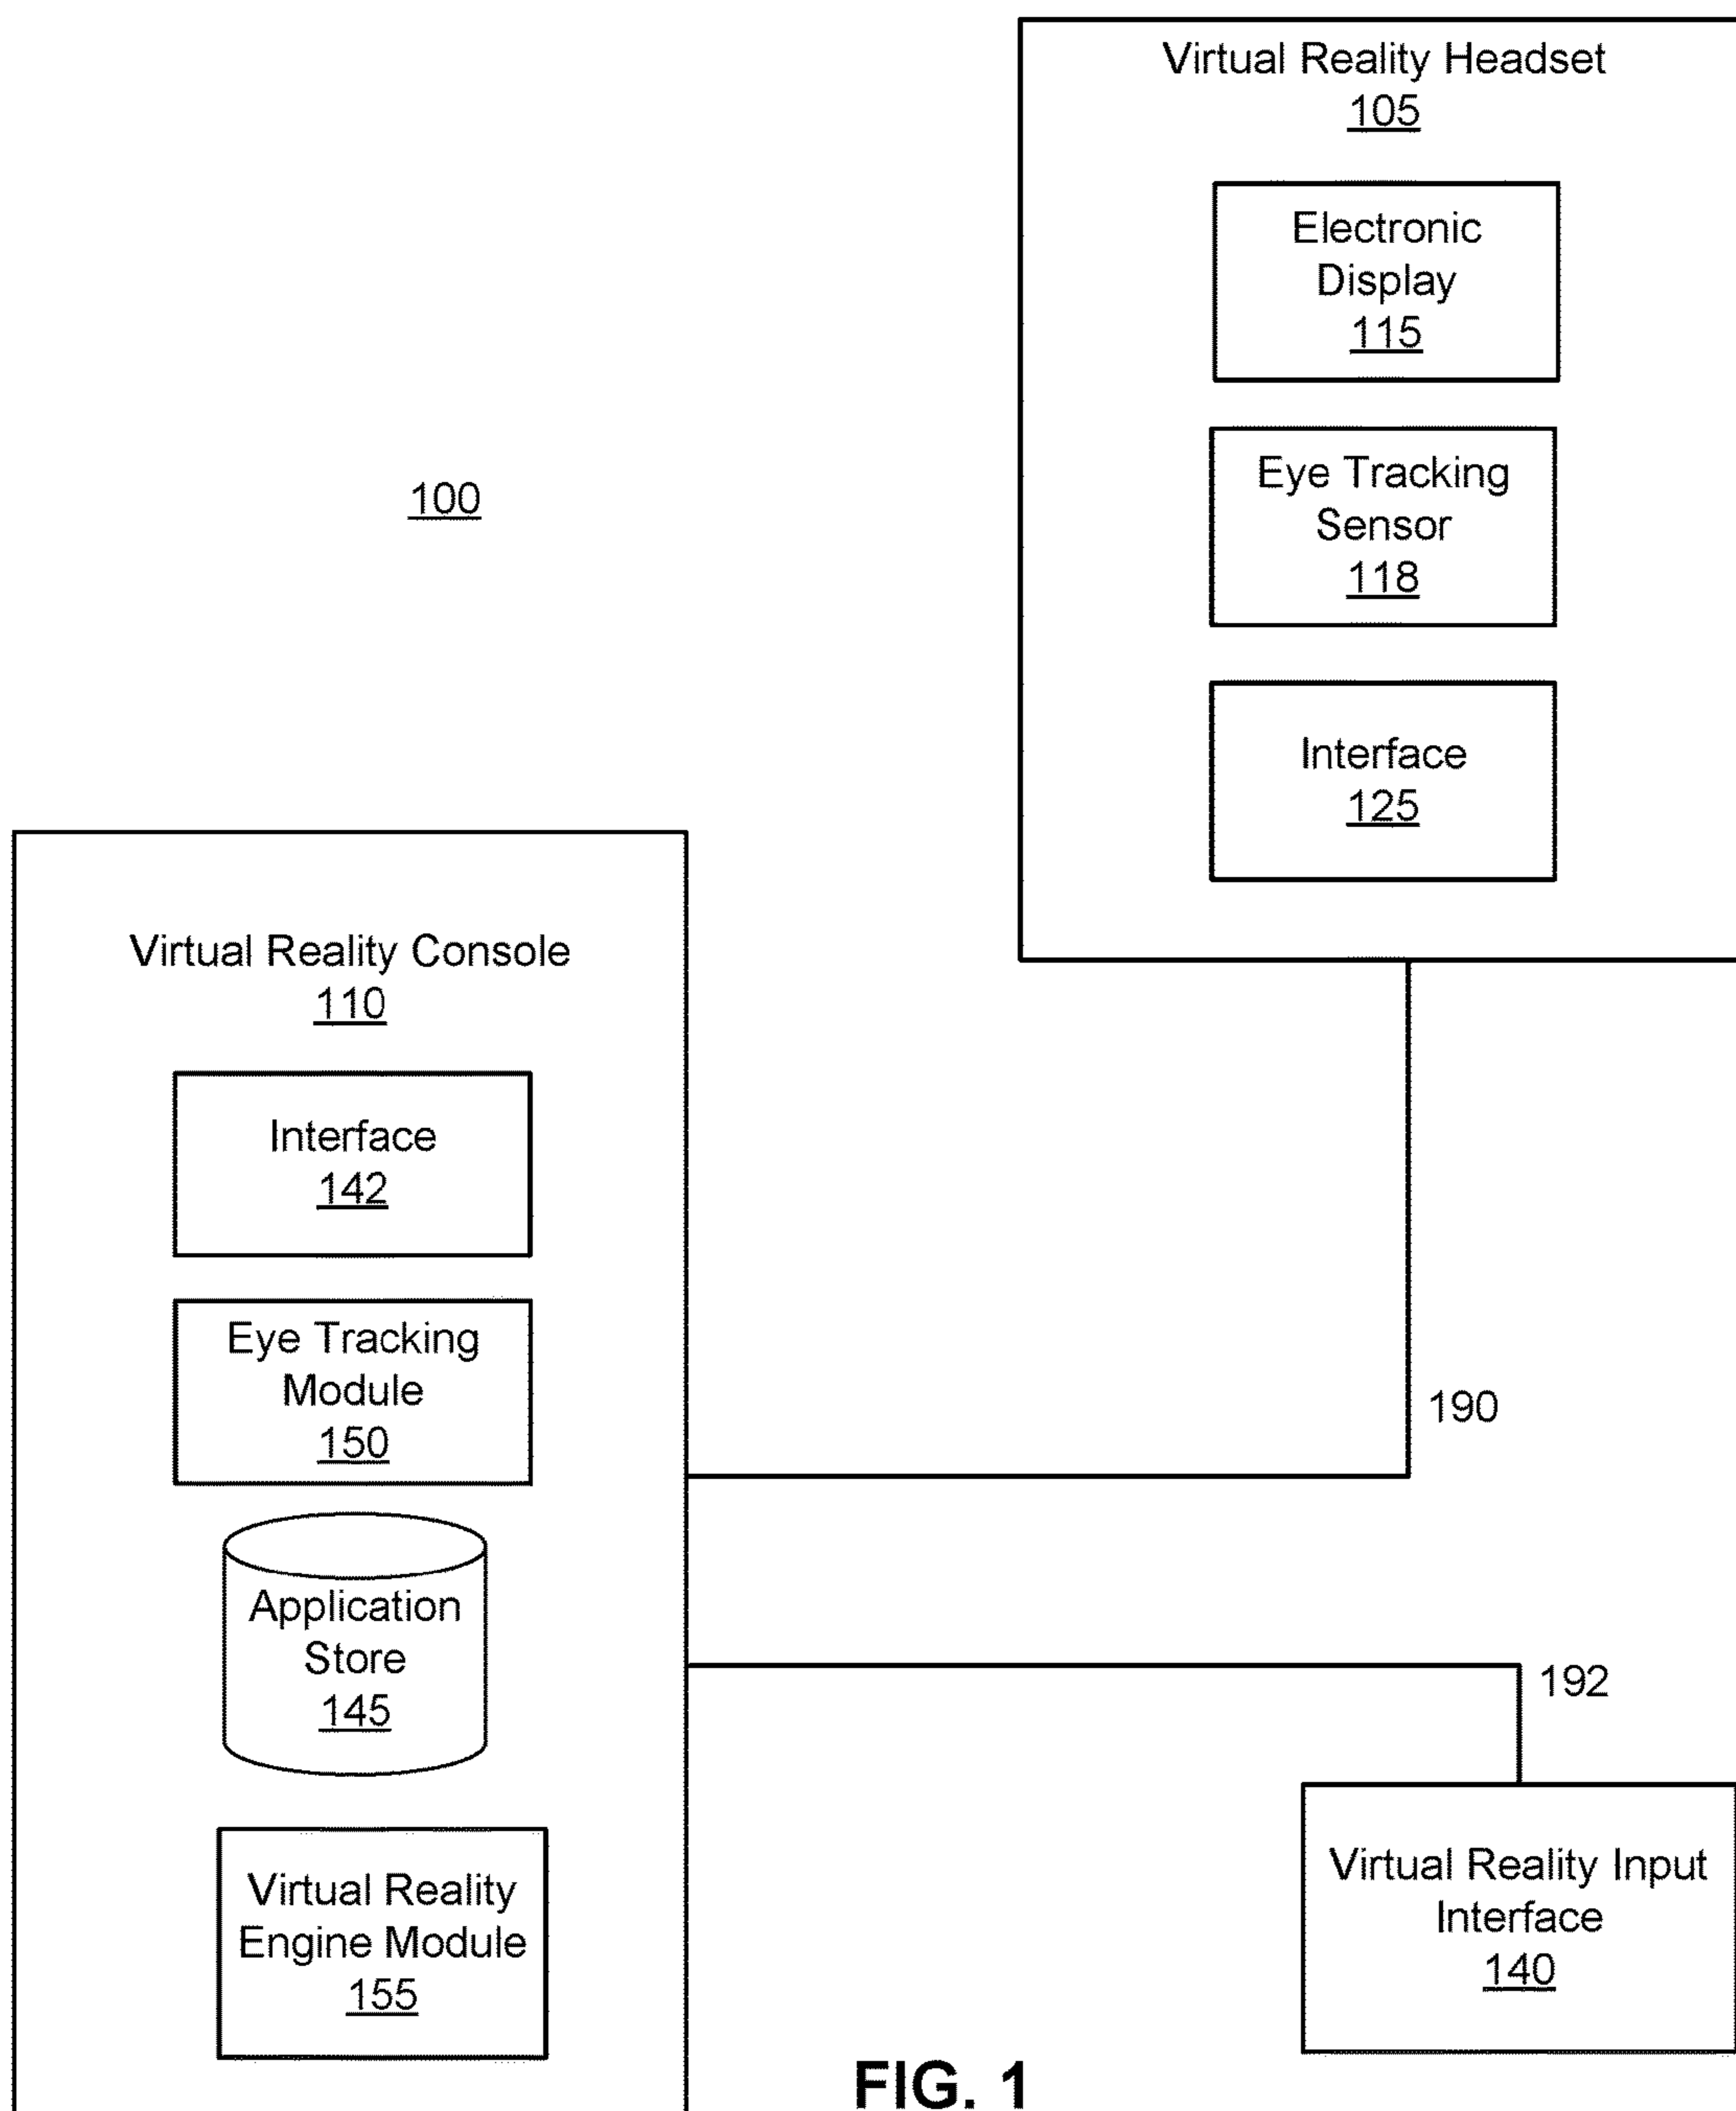 Virtual Reality Headset
105
Electronic
Display
115
Eye Tracking
Sensor
118
Interface
125
100
Virtual Reality Console
110
Interface
142
Eye Tracking
Module
150
Application
Store
145
Virtual Reality
Engine Module
155
190
192
Virtual Reality Input
Interface
140
FIG. 1